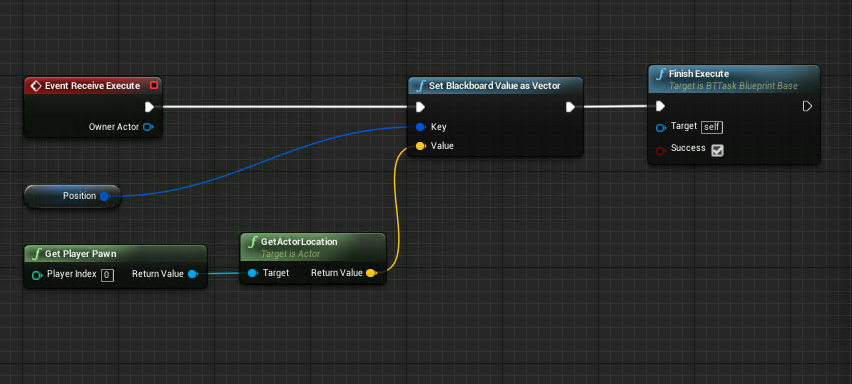 Event Receive Execute
Owner Actor
Position
Get Player Pawn
Player Index 0 Return Value
GetActorLocation
Target is Actor
Target Return Value
Set Blackboard Value as Vector
Key
Value
Finish Execute
Target is BTTask Blueprint Base
Target self
Success